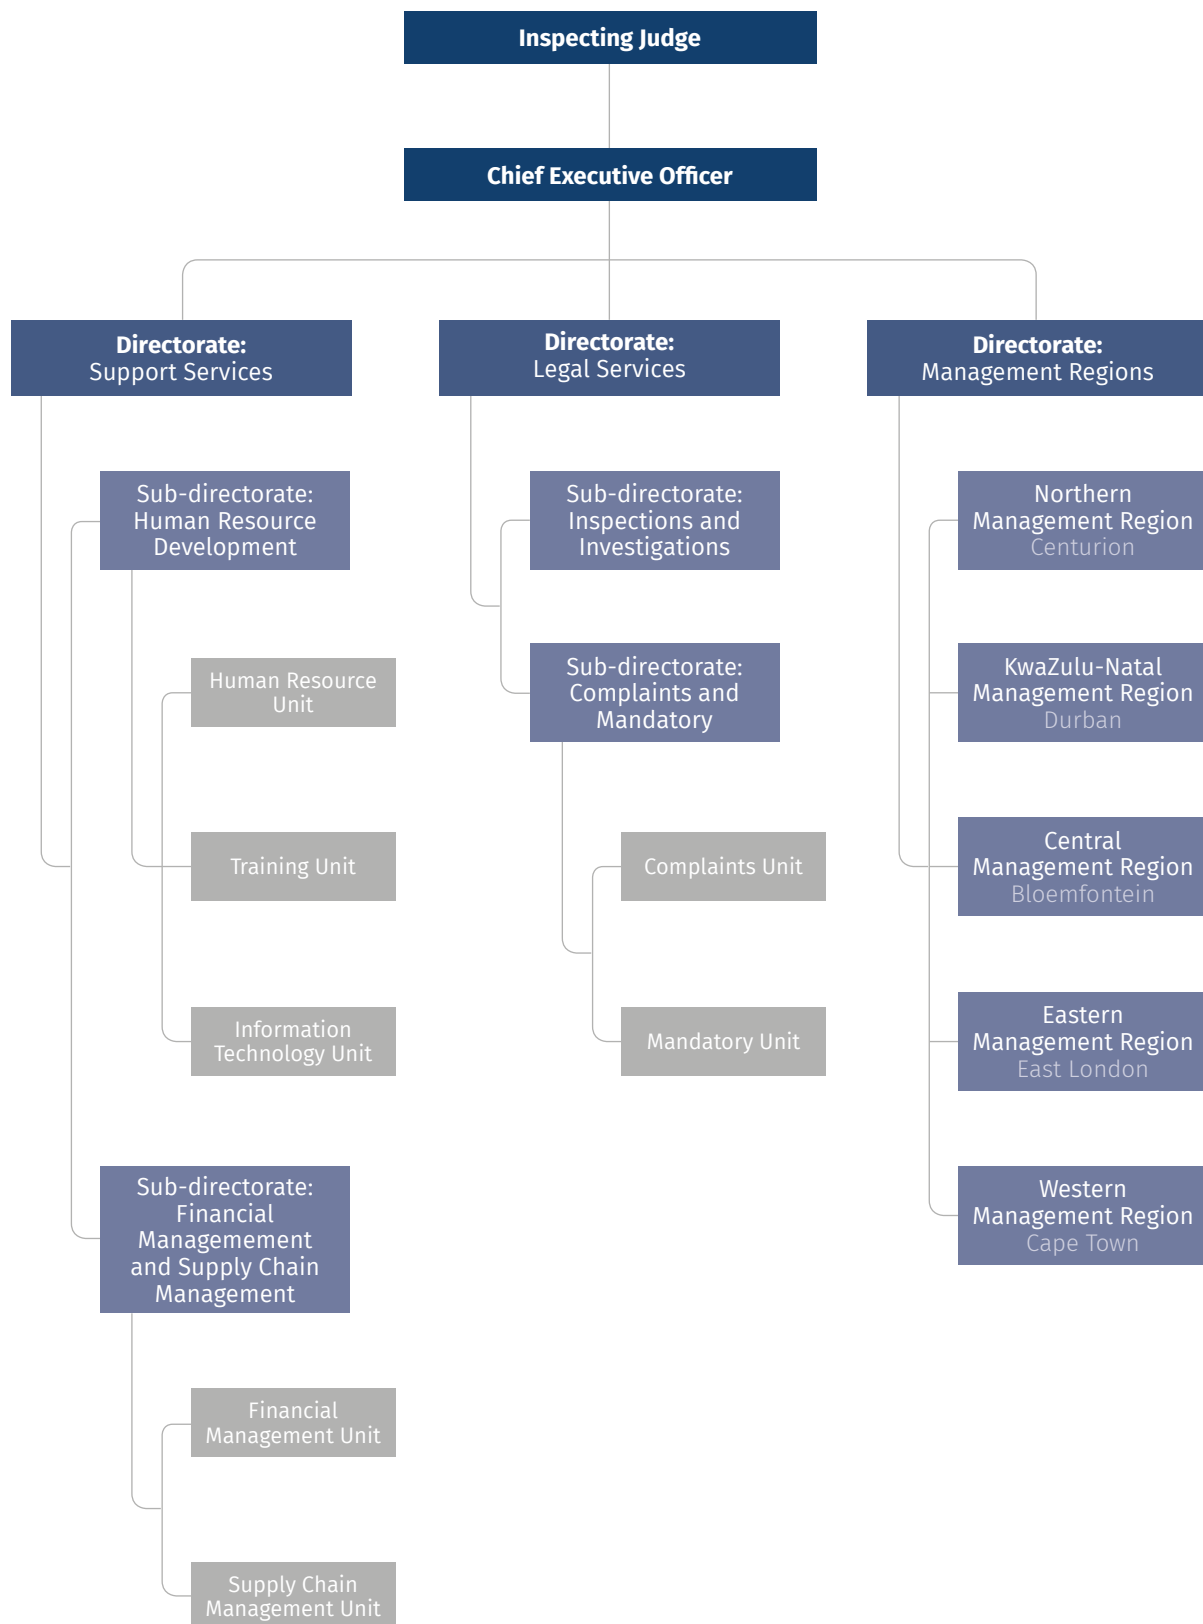 Inspecting Judge
Chief Executive Officer
Directorate:
Support Services
Sub-directorate:
Human Resource
Development
Human Resource
Unit
Training Unit
Information
Technology Unit
Sub-directorate:
Financial
Managemement
and Supply Chain
Management
Financial
Management Unit
Supply Chain
Management Unit
Directorate:
Legal Services
Sub-directorate:
Inspections and
Investigations
Sub-directorate:
Complaints and
Mandatory
Complaints Unit
Mandatory Unit
Directorate:
Management Regions
Northern
Management Region
Centurion
KwaZulu-Natal
Management Region
Durban
Central
Management Region
Bloemfontein
Eastern
Management Region
East London
Western
Management Region
Cape Town